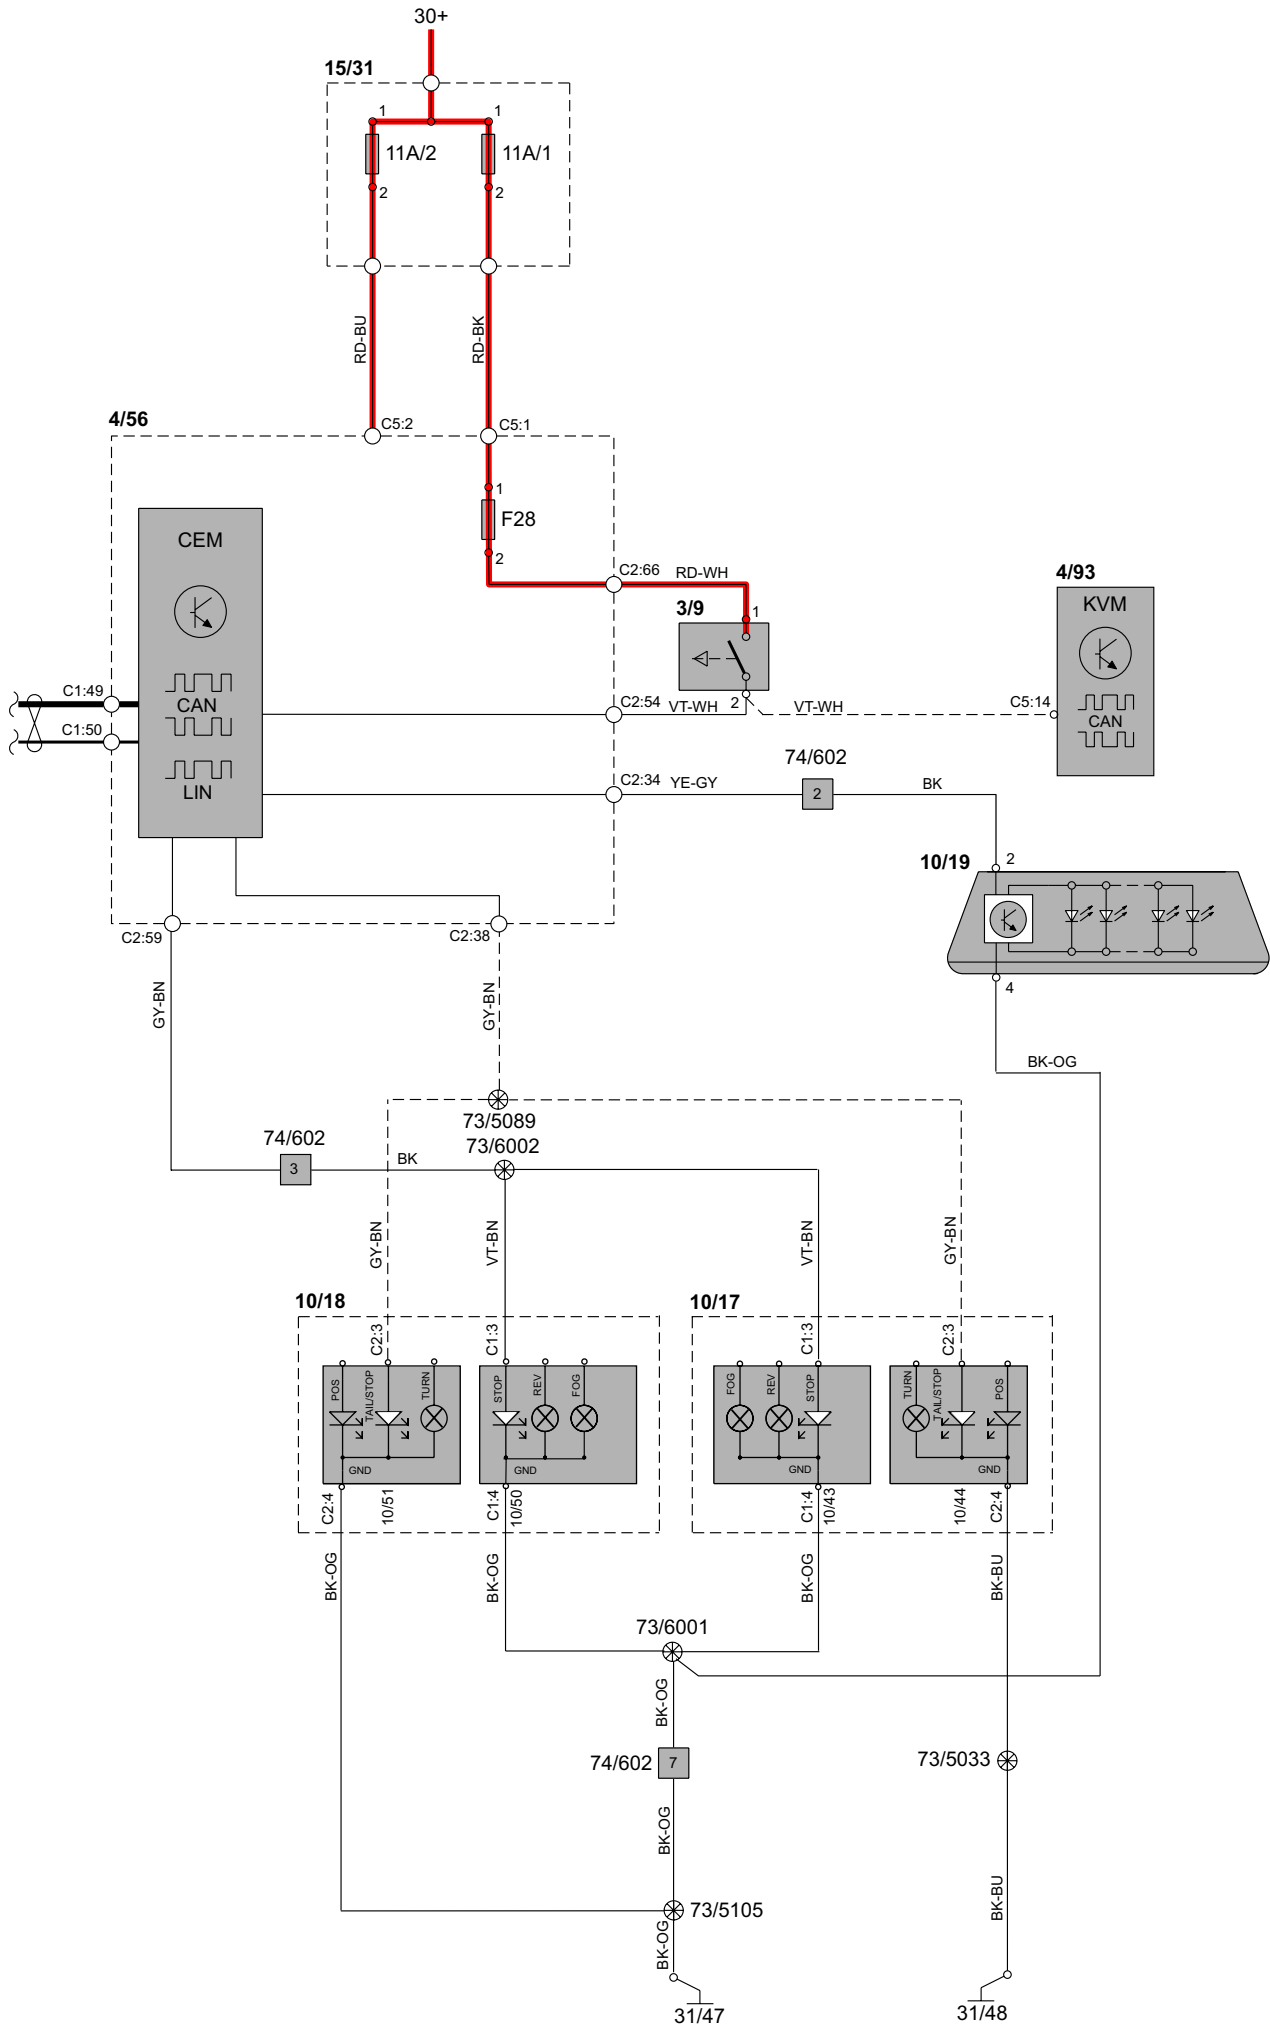 30+
15/31
1
1
11A/2
11A/1
2
2
RD-BU
RD-BK
4/56
C5:2
C5:1
1
F28
CEM
2
C2:66
RD-WH
4/93
3/9
1
KVM
C1:49
CAN
C2:54
VT-WH
2
VT-WH
C5:14
CAN
C1:50
74/602
LIN
C2:34
YE-GY
2
BK
10/19
2
C2:59
C2:38
GY-BN
GY-BN
4
BK-OG
73/5089
74/602
73/6002
3
BK
GY-BN
VT-BN
VT-BN
GY-BN
10/18
10/17
C2:3
C1:3
C1:3
C2:3
POS
TAIL/STOP
TURN
STOP
REV
FOG
FOG
REV
STOP
TURN
TAIL/STOP
POS
GND
GND
GND
GND
C2:4
10/51
C1:4
10/50
C1:4
10/43
10/44
C2:4
BK-OG
BK-OG
BK-OG
BK-BU
73/6001
BK-OG
74/602
7
73/5033
BK-OG
BK-BU
73/5105
BK-OG
31/47
31/48